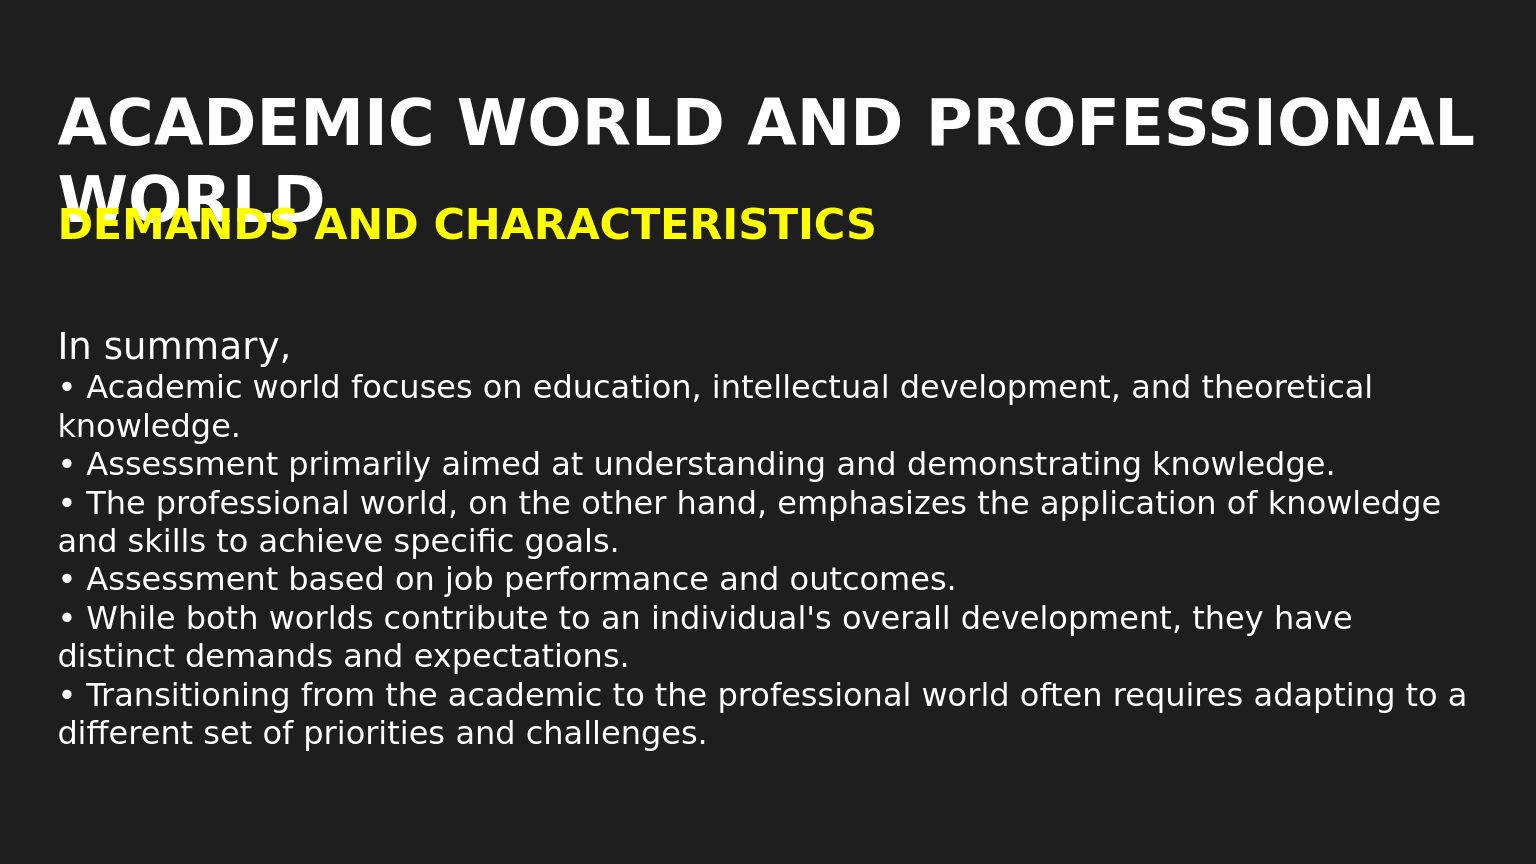 ACADEMIC WORLD AND PROFESSIONAL
WORLD
DEMANDS AND CHARACTERISTICS
In summary,
• Academic world focuses on education, intellectual development, and theoretical
knowledge.
• Assessment primarily aimed at understanding and demonstrating knowledge.
• The professional world, on the other hand, emphasizes the application of knowledge
and skills to achieve specific goals.
• Assessment based on job performance and outcomes.
• While both worlds contribute to an individual's overall development, they have
distinct demands and expectations.
• Transitioning from the academic to the professional world often requires adapting to a
different set of priorities and challenges.